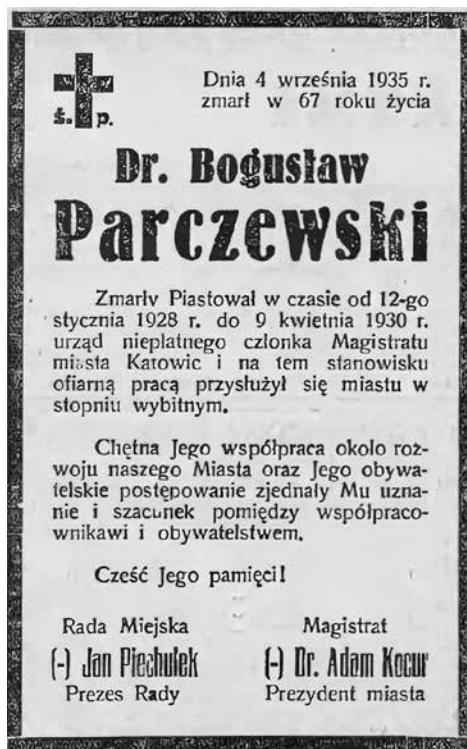 Dnia 4 września 1935 r.
zmarł w 67 roku życia
ś. p.
Dr. Bogusław
Parczewski
Zmarły Piastował w czasie od 12-go
stycznia 1928 r. do 9 kwietnia 1930 r.
urząd niepłatnego członka Magistratu
miasta Katowic i na tem stanowisku
ofiarną pracą przysłużył się miastu w
stopniu wybitnym.
Chętna Jego współpraca około roz-
woju naszego Miasta oraz Jego obywa-
telskie postępowanie zjednały Mu uzna-
nie i szacunek pomiędzy współpraco-
wnikawi i obywatelstwem.
Cześć Jego pamięci!
Rada Miejska
(-) Jan Piechulek
Prezes Rady
Magistrat
(-) Dr. Adam Kocur
Prezydent miasta